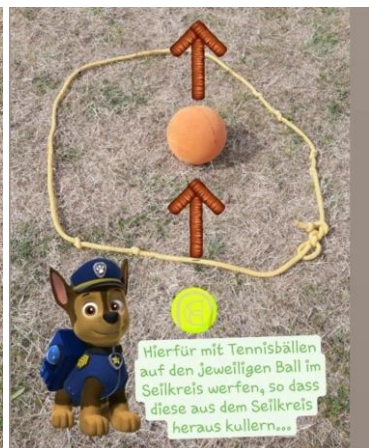 Hierfür mit Tennisbällen
auf den jeweiligen Ball im
Seilkreis werfen, so dass
diese aus dem Seilkreis
heraus kullern...